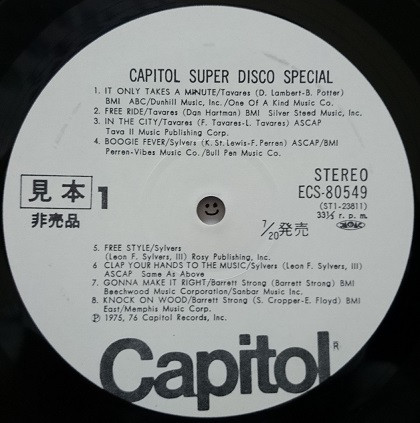 CAPITOL SUPER DISCO SPECIAL
1. IT ONLY TAKES A MINUTE/Tavares (D. Lambert-B. Potter)
BMI ABC/Dunhill Music, Inc./One Of A Kind Music Co.
2. FREE RIDE/Tavares (Dan Hartman) BMI Silver Steed Music, Inc.
3. IN THE CITY/Tavares (F. Tavares-L. Tavares) ASCAP
Tava II Music Publishing Corp.
4. BOOGIE FEVER/Sylvers (K. St. Lewis-F. Perren) ASCAP/BMI
Perren-Vibes Music Co./Bull Pen Music Co.
見本 1
非売品
STEREO
ECS-80549
(ST1-23811)
33⅓ r. p. m.
7/20発売
5. FREE STYLE/Sylvers
(Leon F. Sylvers, III) Rosy Publishing, Inc.
6 CLAP YOUR HANDS TO THE MUSIC/Sylvers (Leon F. Sylvers, III)
ASCAP Same As Above
7. GONNA MAKE IT RIGHT/Barrett Strong (Barrett Strong) BMI
Beechwood Music Corporation/Sanbar Music Inc.
8. KNOCK ON WOOD/Barrett Strong (S. Cropper-E. Floyd) BMI
East/Memphis Music Corp.
Ⓟ 1975, 76 Capitol Records, Inc.
Capitol®